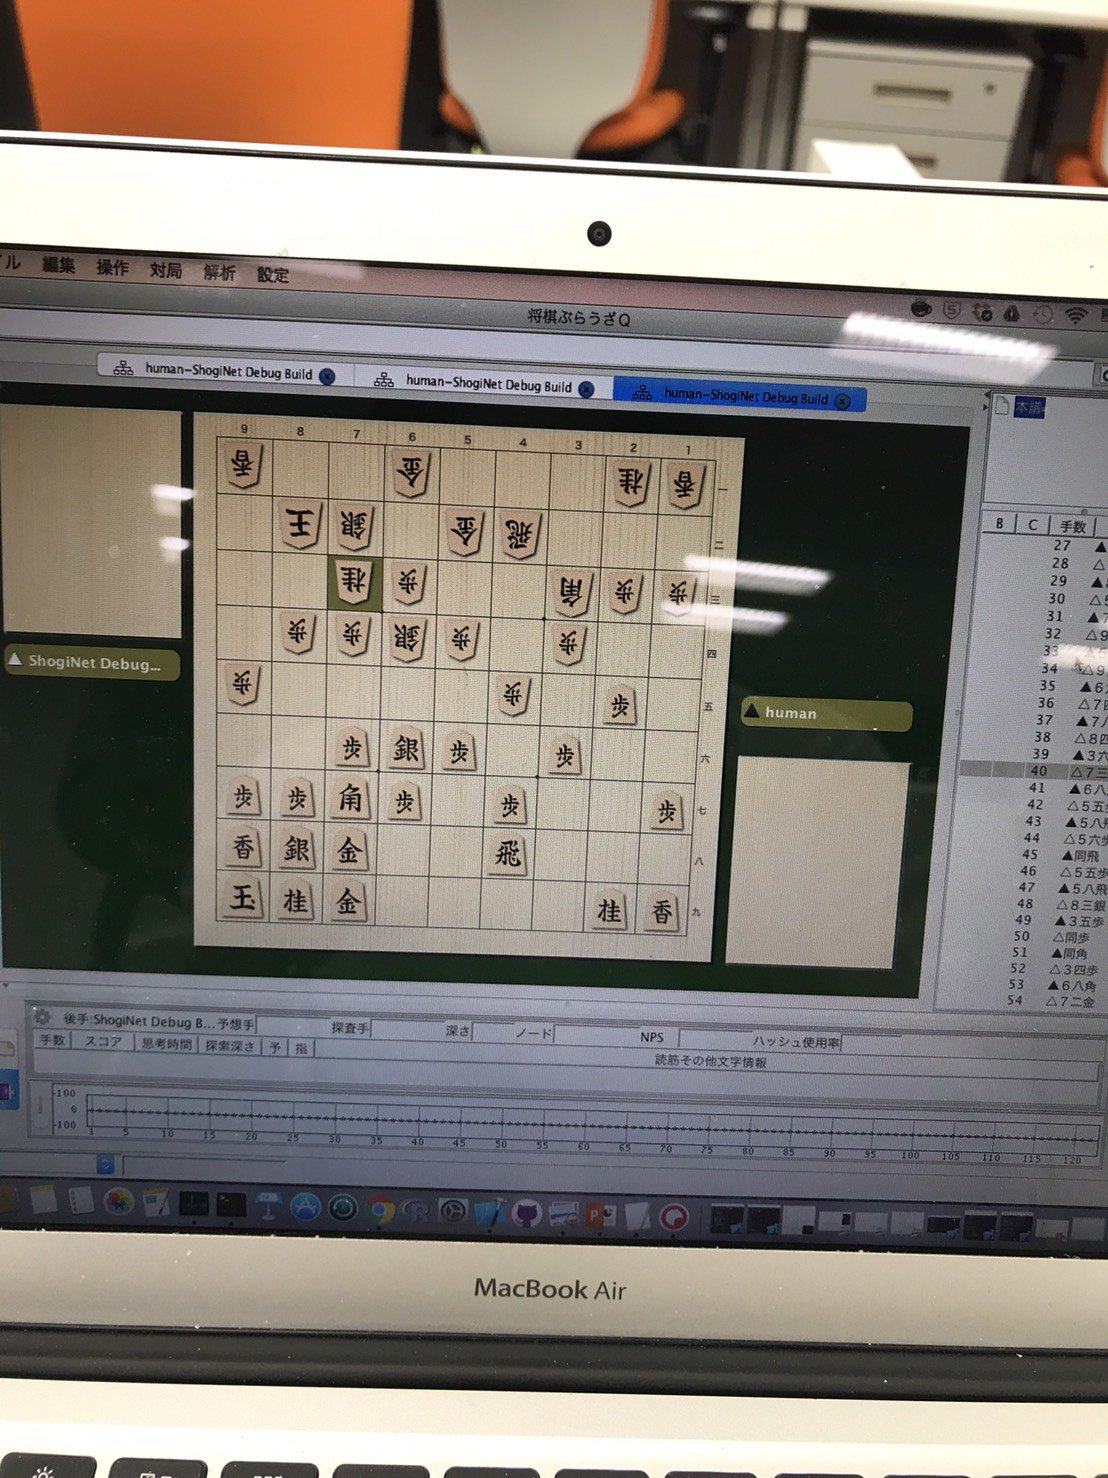 ル 編集 操作 対局 解析 設定
将棋ぶらうざQ
human-ShogiNet Debug Build
human-ShogiNet Debug Build
human-ShogiNet Debug Build
本譜
9 8 7 6 5 4 3 2 1
香 金 桂 香 一
王 銀 金 飛 二
桂 歩 角 歩 歩 三
歩 歩 銀 歩 歩 四
歩 歩 歩 五
歩 銀 歩 歩 六
歩 歩 角 歩 歩 歩 七
香 銀 金 飛 八
玉 桂 金 桂 香 九
△ ShogiNet Debug...
▲ human
B C 手数
27 ▲
28 △
29 ▲
30 △5
31 ▲7
32 △9
33
34 △9
35 ▲6
36 △7四
37 ▲7八
38 △8四
39 ▲3六
40 △7三
41 ▲6八
42 △5五歩
43 ▲5八飛
44 △5六歩
45 ▲同飛
46 △5五歩
47 ▲5八飛
48 △8三銀
49 ▲3五歩
50 △同歩
51 ▲同角
52 △3四歩
53 ▲6八角
54 △7二金
後手:ShogiNet Debug B... 予想手 探査手 深さ ノード NPS ハッシュ使用率
手数 スコア 思考時間 探索深さ 予 指 読筋その他文字情報
100
0
-100
1 5 10 15 20 25 30 35 40 45 50 55 60 65 70 75 80 85 90 95 100 105 110 115 120
MacBook Air